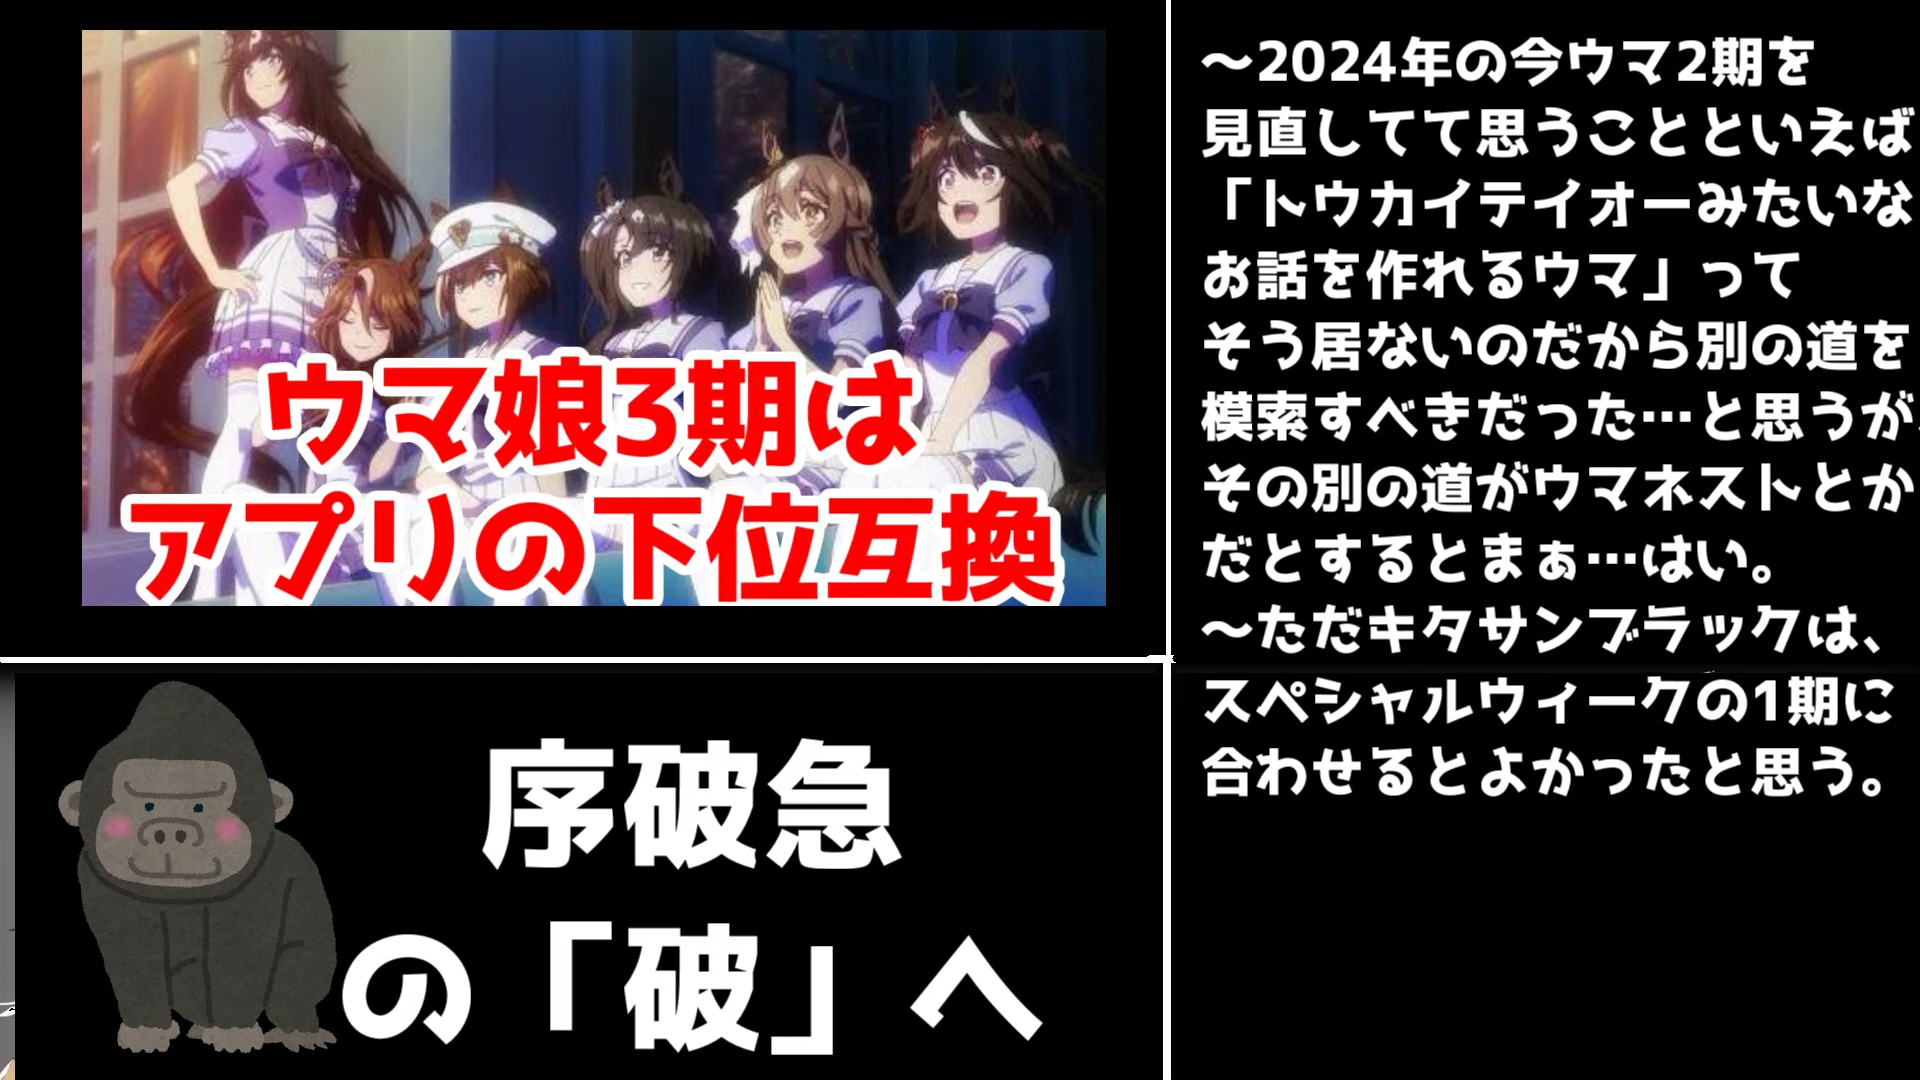 ウマ娘3期は
アプリの下位互換
序破急
の「破」へ
～2024年の今ウマ2期を
見直してて思うことといえば
「トウカイテイオーみたいな
お話を作れるウマ」って
そう居ないのだから別の道を
模索すべきだった…と思うが、
その別の道がウマネストとか
だとするとまぁ…はい。
～ただキタサンブラックは、
スペシャルウィークの1期に
合わせるとよかったと思う。